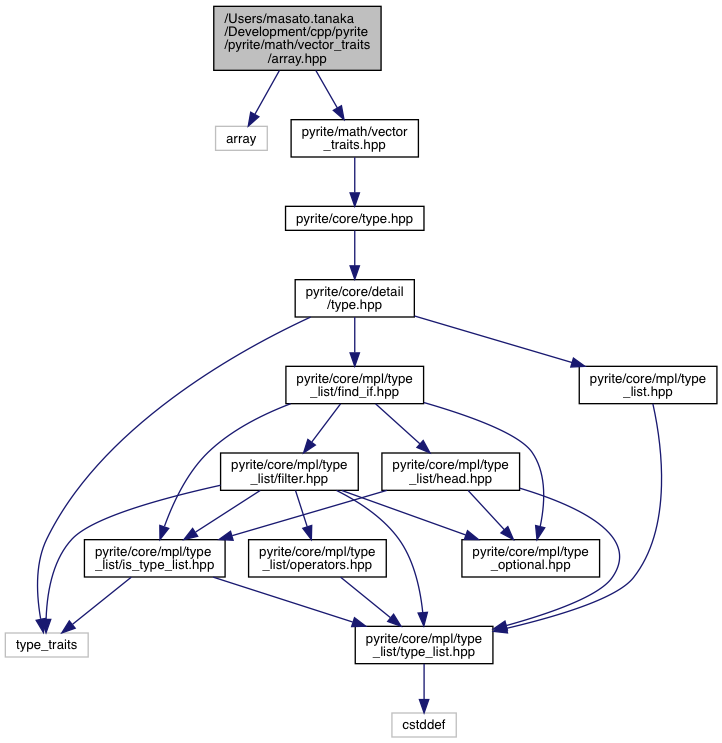 /Users/masato.tanaka
/Development/cpp/pyrite
/pyrite/math/vector_traits
/array.hpp
array
pyrite/math/vector
_traits.hpp
pyrite/core/type.hpp
pyrite/core/detail
/type.hpp
pyrite/core/mpl/type
_list/find_if.hpp
pyrite/core/mpl/type
_list.hpp
pyrite/core/mpl/type
_list/filter.hpp
pyrite/core/mpl/type
_list/head.hpp
pyrite/core/mpl/type
_list/is_type_list.hpp
pyrite/core/mpl/type
_list/operators.hpp
pyrite/core/mpl/type
_optional.hpp
type_traits
pyrite/core/mpl/type
_list/type_list.hpp
cstddef